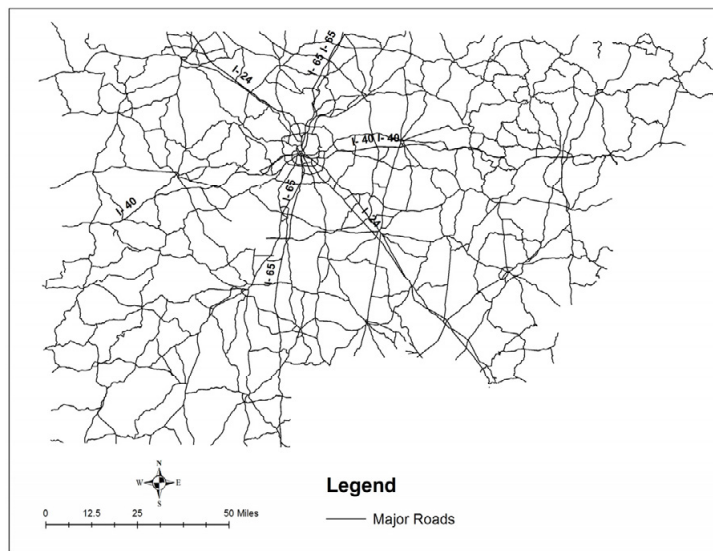 I- 65 I- 65
I- 24
I- 40 I- 40
I- 65
I- 40
I- 24
I- 65
N
W E
S
Legend
0 12.5 25 50 Miles
Major Roads